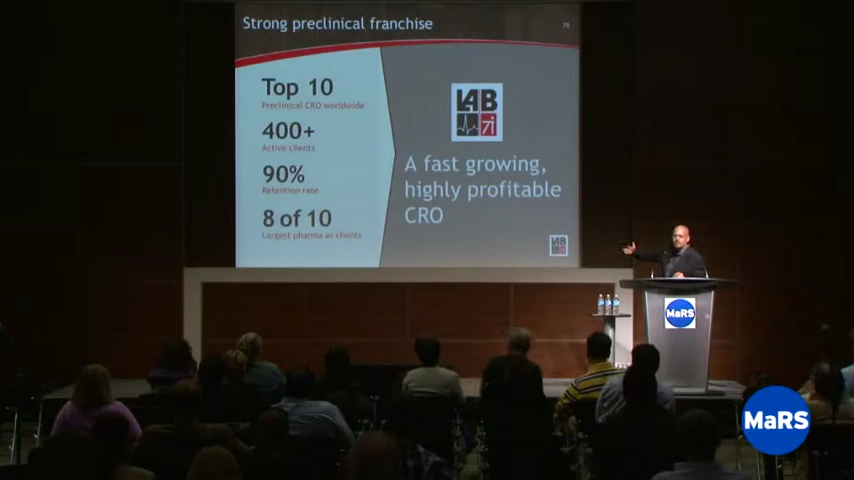 Strong preclinical franchise
Top 10
Preclinical CRO worldwide
400+
Active clients
90%
Retention rate
8 of 10
Largest pharma as clients
LAB
A fast growing,
highly profitable
CRO
LAB
MaRS
MaRS